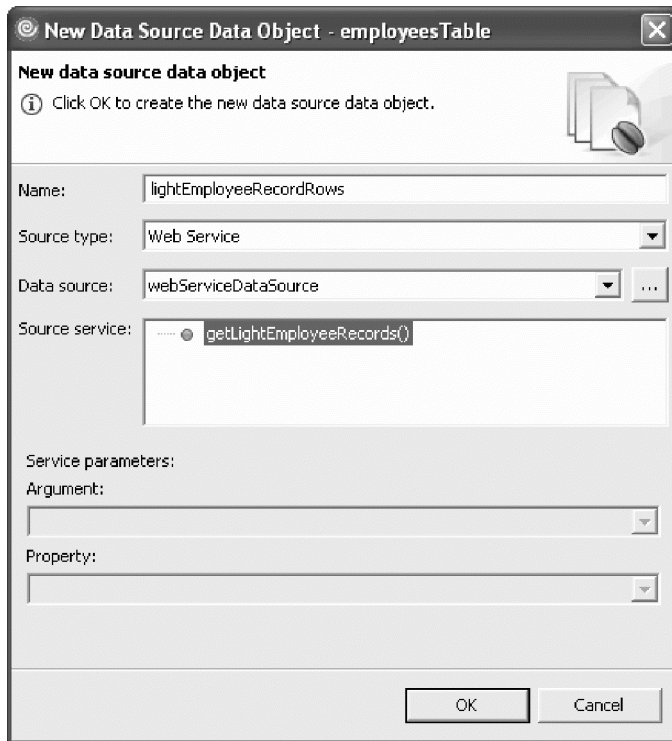 New Data Source Data Object - employeesTable
New data source data object
Click OK to create the new data source data object.
Name: lightEmployeeRecordRows
Source type: Web Service
Data source: webServiceDataSource ...
Source service: getLightEmployeeRecords()
Service parameters:
Argument:
Property:
OK Cancel